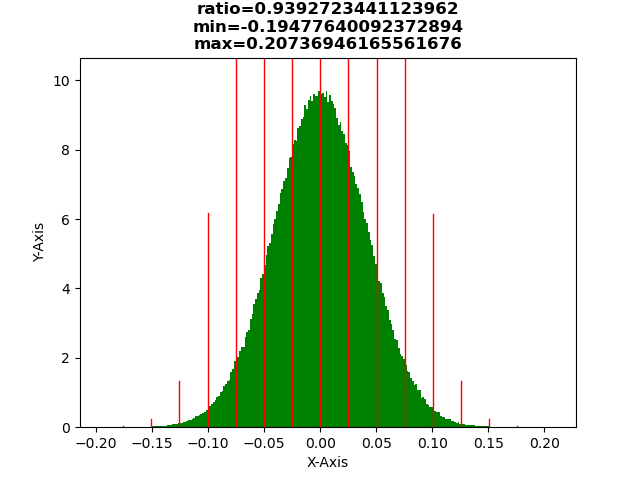 ratio=0.9392723441123962
min=-0.19477640092372894
max=0.20736946165561676
10
8
6
4
2
0
Y-Axis
−0.20 −0.15 −0.10 −0.05 0.00 0.05 0.10 0.15 0.20
X-Axis